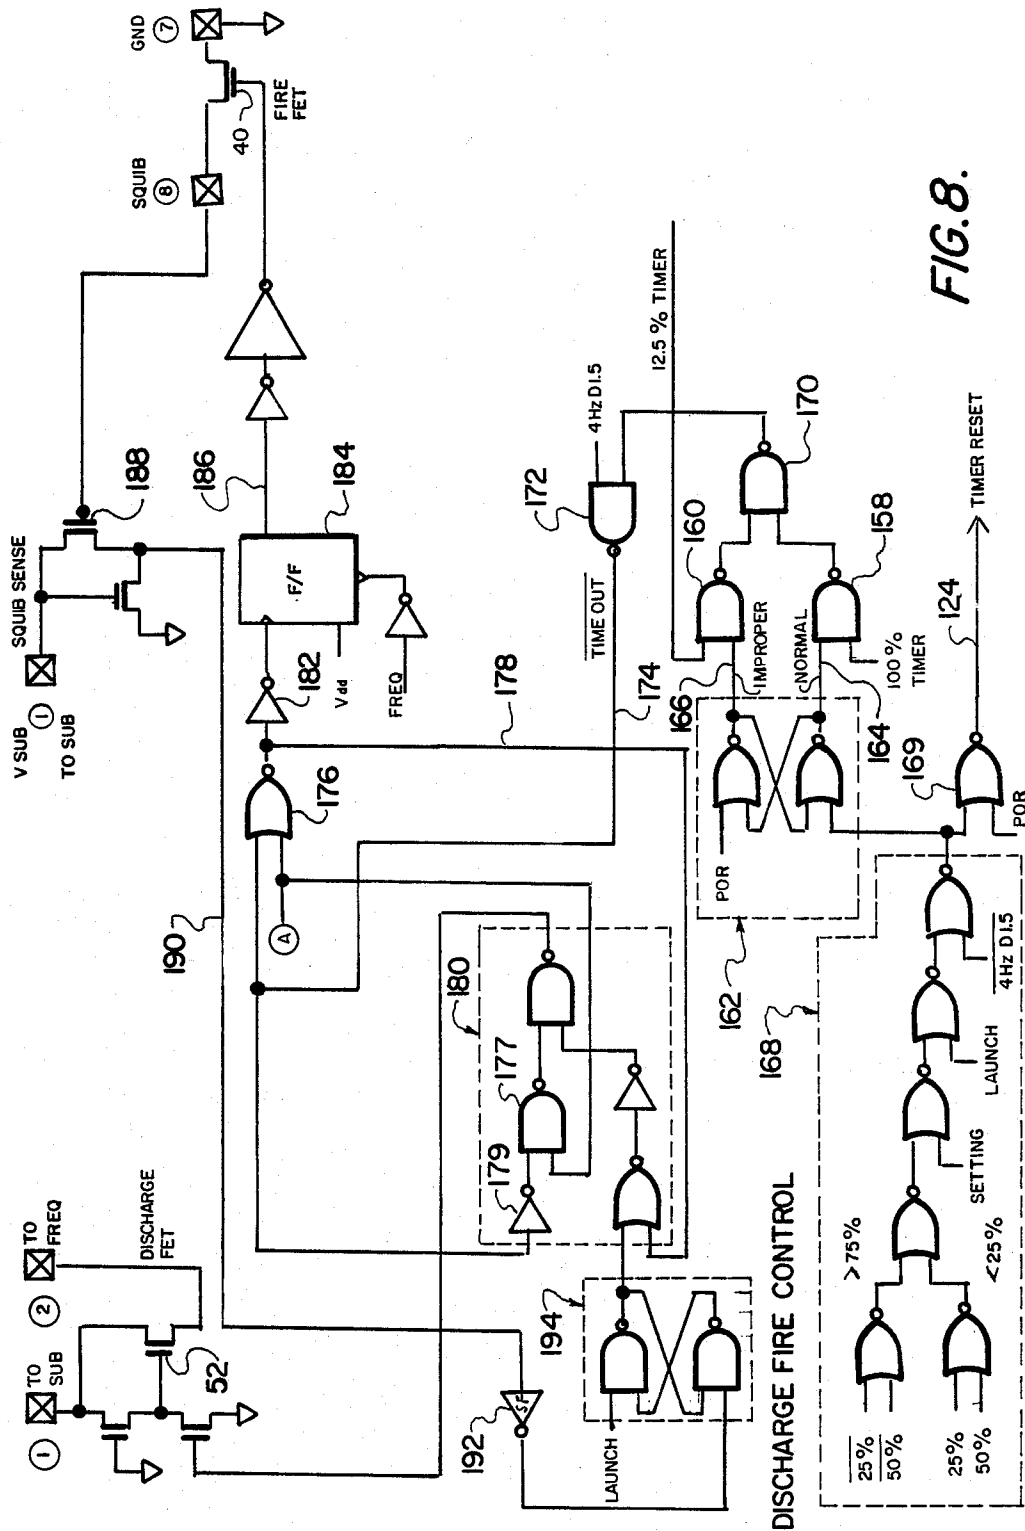 GND
7
SQUIB
8
FIRE
FET
40
V SUB
1
TO SUB
SQUIB SENSE
188
186
184
F/F
182
V dd
FREQ
190
176
178
A
172
4Hz D1.5
12.5% TIMER
TIME OUT
174
160
170
158
166
IMPROPER
NORMAL
164
100%
TIMER
POR
162
169
124
TIMER RESET
POR
180
177
179
1
TO
SUB
2
TO
FREQ
DISCHARGE
FET
52
192
SF
194
LAUNCH
168
>75%
<25%
25%
50%
25%
50%
SETTING
LAUNCH
4Hz D1.5
DISCHARGE FIRE CONTROL
FIG. 8.